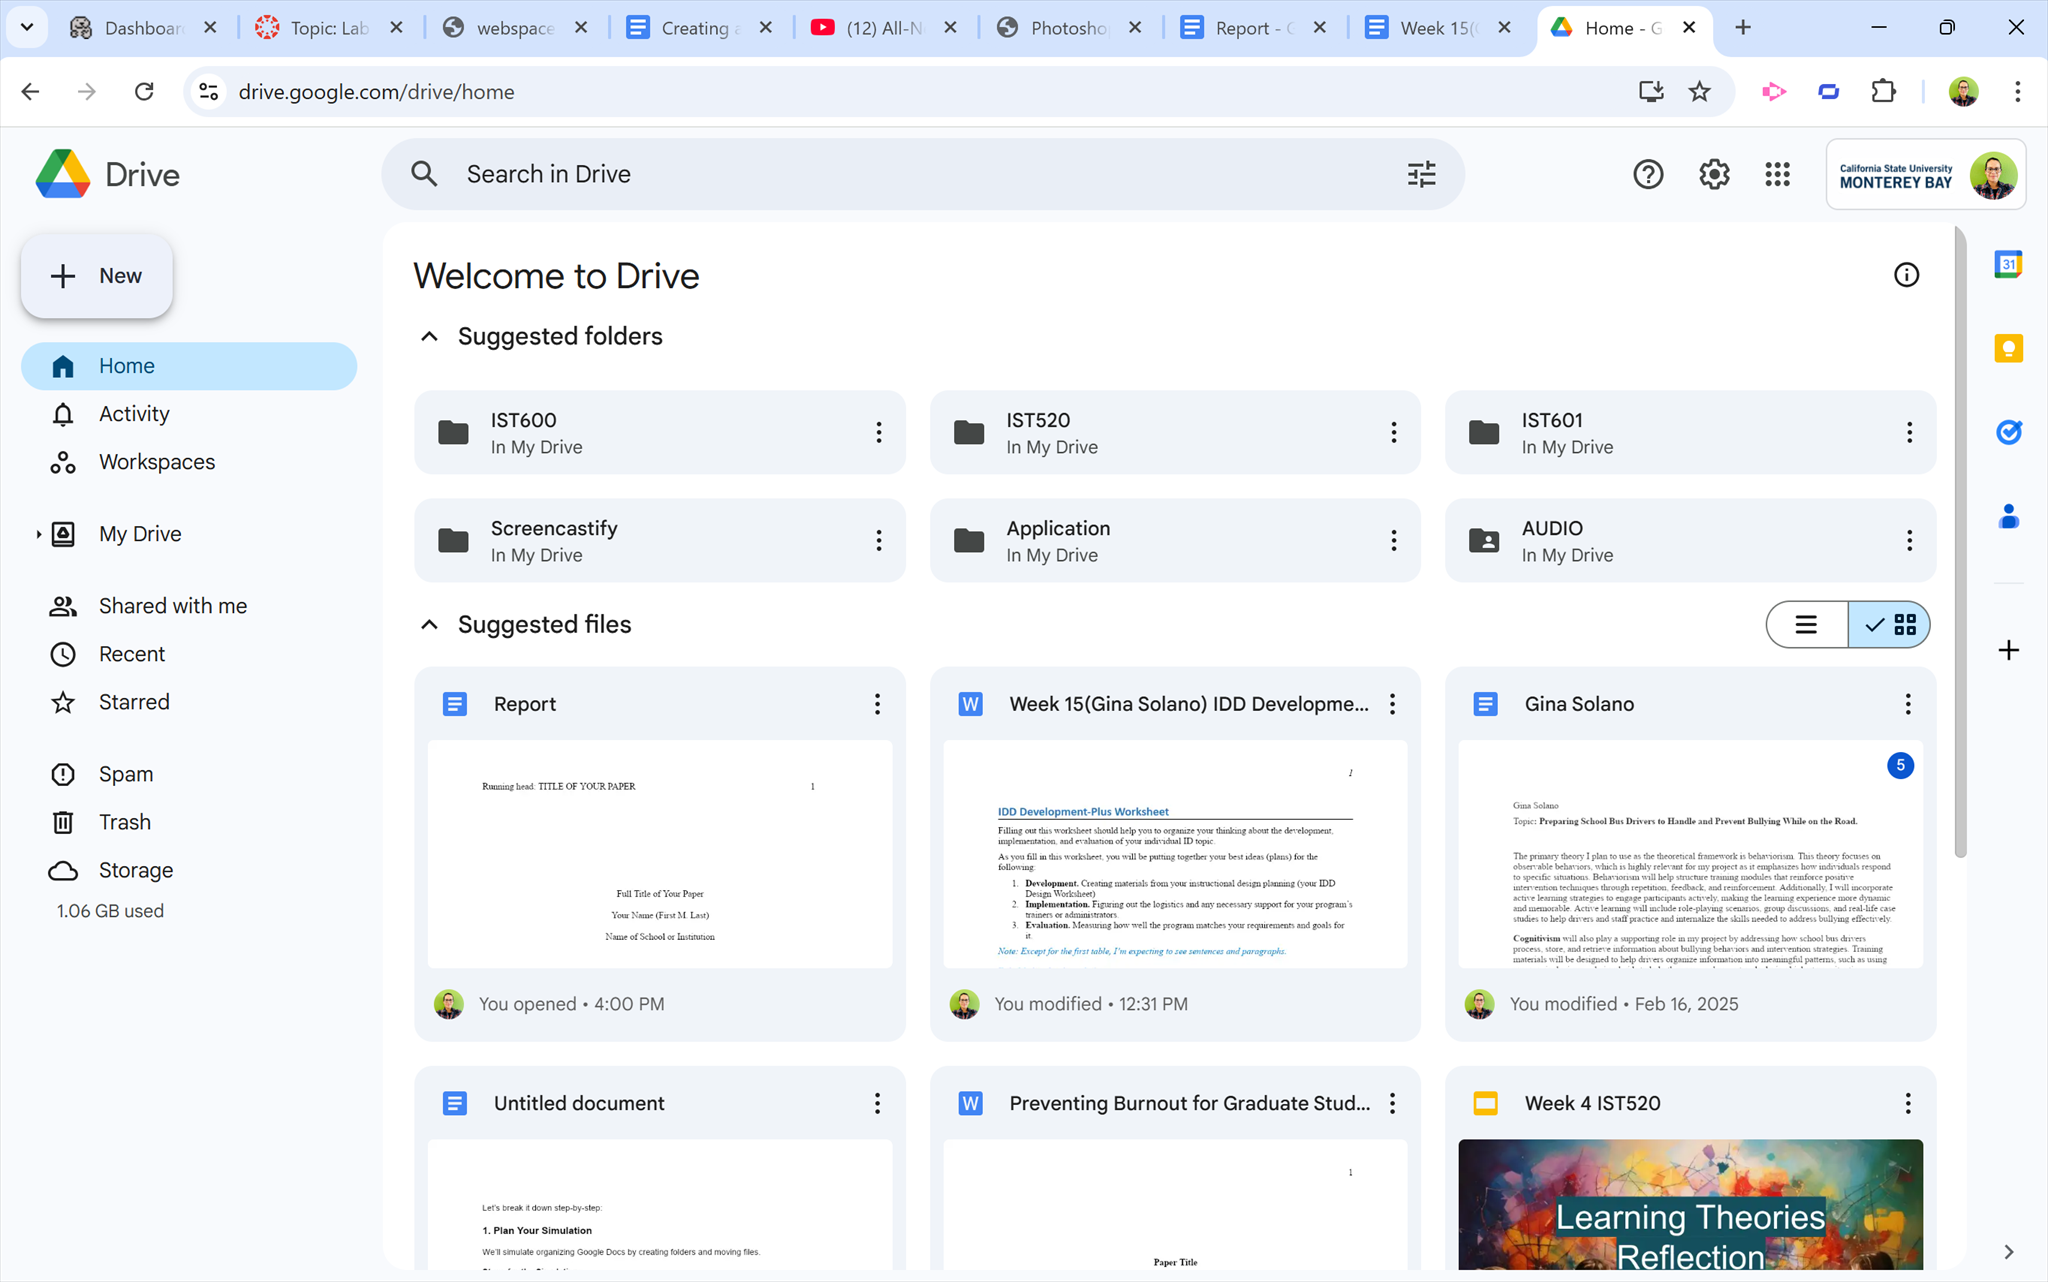 Dashboar
Topic: Lab
webspace
Creating a
(12) All-N
Photosho
Report - G
Week 15(G
Home - G
drive.google.com/drive/home
Drive
Search in Drive
California State University
MONTEREY BAY
New
Home
Activity
Workspaces
My Drive
Shared with me
Recent
Starred
Spam
Trash
Storage
1.06 GB used
Welcome to Drive
Suggested folders
IST600
In My Drive
IST520
In My Drive
IST601
In My Drive
Screencastify
In My Drive
Application
In My Drive
AUDIO
In My Drive
31
Suggested files
Report
Running head: TITLE OF YOUR PAPER 1
Full Title of Your Paper
Your Name (First M. Last)
Name of School or Institution
You opened • 4:00 PM
W
Week 15(Gina Solano) IDD Developme...
1
IDD Development-Plus Worksheet
Filling out this worksheet should help you to organize your thinking about the development,
implementation, and evaluation of your individual ID topic.
As you fill in this worksheet, you will be putting together your best ideas (plans) for the
following:
1. Development. Creating materials from your instructional design planning (your IDD
Design Worksheet)
2. Implementation. Figuring out the logistics and any necessary support for your program's
trainers or administrators.
3. Evaluation. Measuring how well the program matches your requirements and goals for
it.
Note: Except for the first table, I'm expecting to see sentences and paragraphs.
You modified • 12:31 PM
Gina Solano
5
Gina Solano
Topic: Preparing School Bus Drivers to Handle and Prevent Bullying While on the Road.
The primary theory I plan to use as the theoretical framework is behaviorism. This theory focuses on
observable behaviors, which is highly relevant for my project as it emphasizes how individuals respond
to specific situations. Behaviorism will help structure training modules that reinforce positive
intervention techniques through repetition, feedback, and reinforcement. Additionally, I will incorporate
active learning strategies to engage participants actively, making the learning experience more dynamic
and memorable. Active learning will include role-playing scenarios, group discussions, and real-life case
studies to help drivers and staff practice and internalize the skills needed to address bullying effectively.
Cognitivism will also play a supporting role in my project by addressing how school bus drivers
process, store, and retrieve information about bullying behaviors and intervention strategies. Training
materials will be designed to help drivers organize information into meaningful patterns, such as using
You modified • Feb 16, 2025
Untitled document
Let's break it down step-by-step:
1. Plan Your Simulation
We'll simulate organizing Google Docs by creating folders and moving files.
W
Preventing Burnout for Graduate Stud...
1
Paper Title
Week 4 IST520
Learning Theories
Reflection